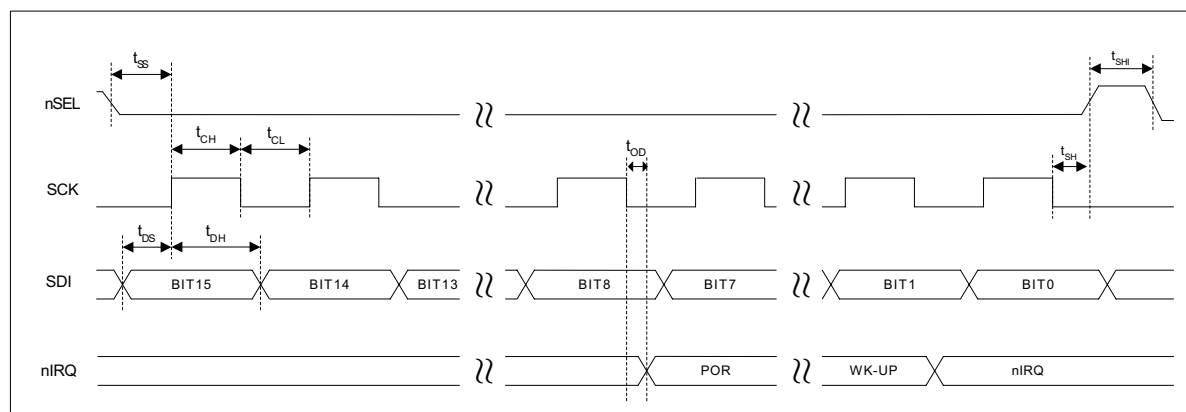 tSS
tSHI
nSEL
tCH tCL
tOD
tSH
SCK
tDS tDH
SDI BIT15 BIT14 BIT13 BIT8 BIT7 BIT1 BIT0
nIRQ POR WK-UP nIRQ